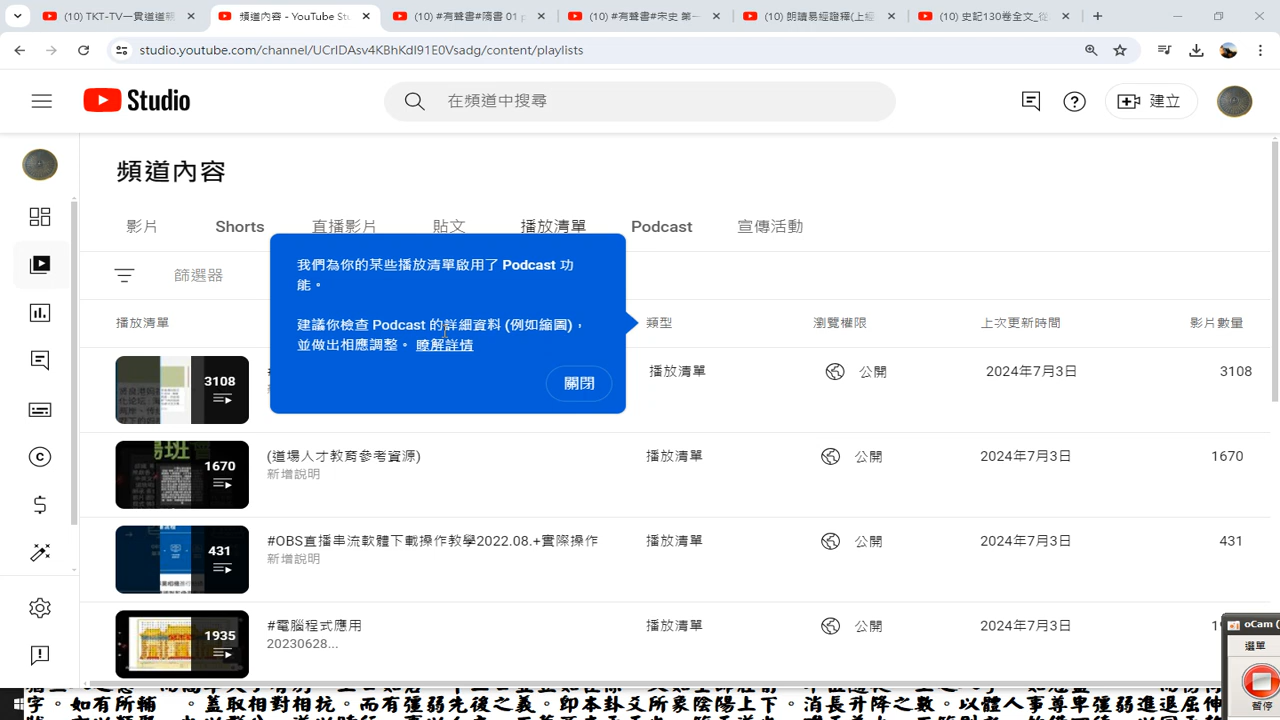 (10) TKT-TV一貫道道
頻道內容 - YouTube Stu
(10) #有聲書#蕩書 01 p
(10) #有聲書#宋史 第一
(10) 朗讀易經證釋(上經
(10) 史記130卷全文_從
studio.youtube.com/channel/UCrIDAsv4KBhKdI91E0Vsadg/content/playlists
Studio
在頻道中搜尋
建立
頻道內容
影片 Shorts 直播影片 貼文 播放清單 Podcast 宣傳活動
篩選器
我們為你的某些播放清單啟用了 Podcast 功
能。
建議你檢查 Podcast 的詳細資料 (例如縮圖)，
並做出相應調整。 瞭解詳情
關閉
播放清單 類型 瀏覽權限 上次更新時間 影片數量
3108 播放清單 公開 2024年7月3日 3108
(道場人才教育參考資源)
1670 播放清單 公開 2024年7月3日 1670
新增說明
#OBS直播串流軟體下載操作教學2022.08.+實際操作
431 播放清單 公開 2024年7月3日 431
新增說明
#電腦程式應用
1935 播放清單 公開 2024年7月3日
20230628...
oCam (
選單
暫停
字。如有所輔 。蓋取相對相抗。而有彊弱先後之義。即本卦爻所象陰陽上下。消長升降之數。以體人事尊卑彊弱進退屈伸